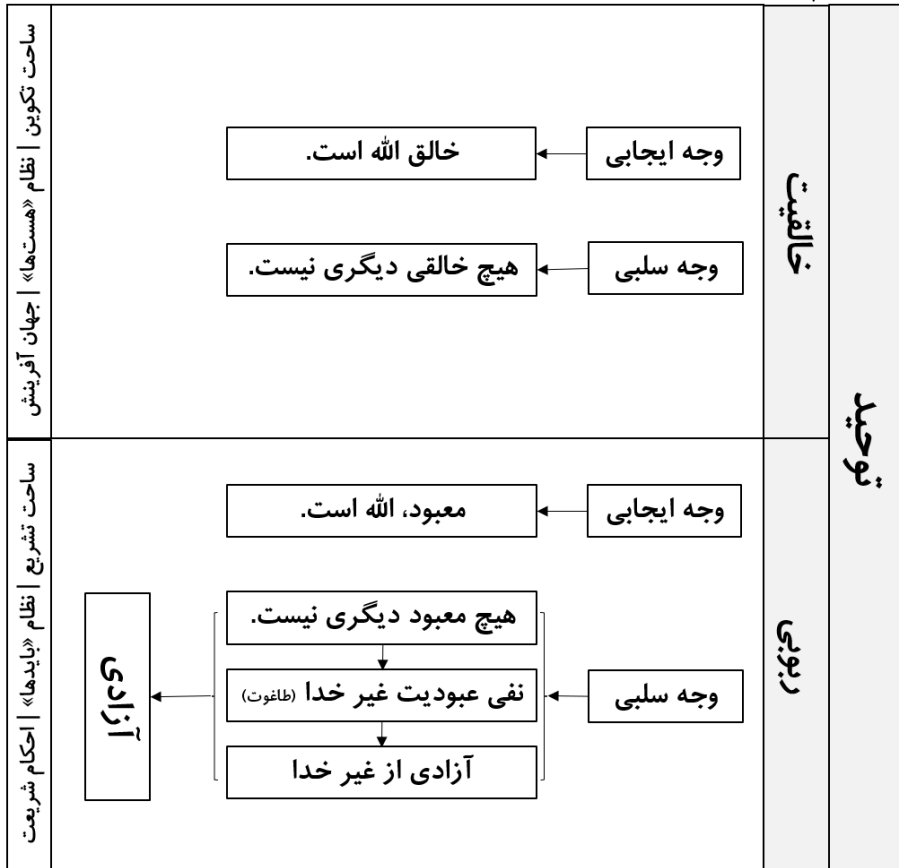 توحید
خالقیت
وجه ایجابی
خالق الله است.
وجه سلبی
هیچ خالقی دیگری نیست.
ساحت تکوین | نظام «هست‌ها» | جهان آفرینش
ربوبی
وجه ایجابی
معبود، الله است.
وجه سلبی
هیچ معبود دیگری نیست.
نفی عبودیت غیر خدا (طاغوت)
آزادی از غیر خدا
آزادی
ساحت تشریع | نظام «بایدها» | احکام شریعت